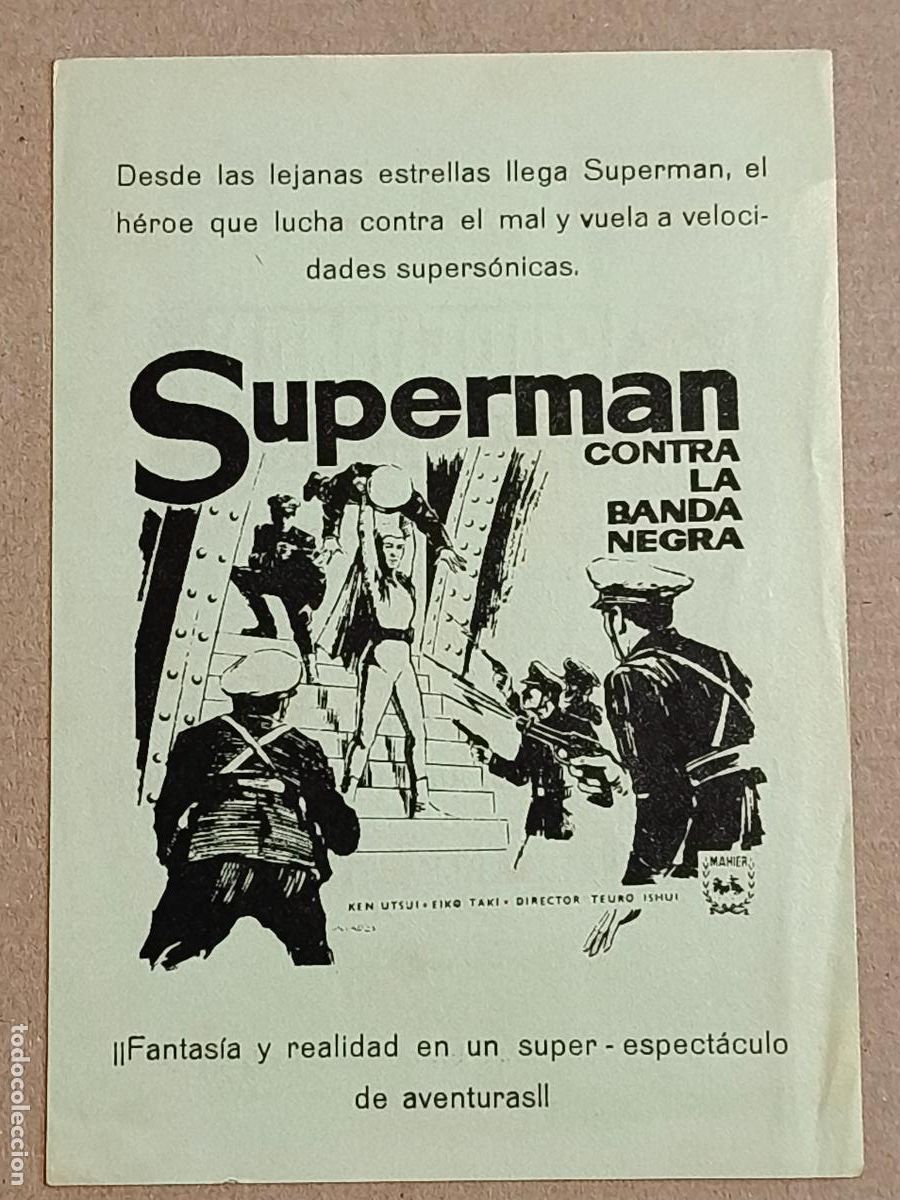 Desde las lejanas estrellas llega Superman, el
héroe que lucha contra el mal y vuela a veloci-
dades supersónicas.
Superman
CONTRA
LA
BANDA
NEGRA
MAHIER
KEN UTSUI • EIKO TAKI • DIRECTOR TEURO ISHUI
¡¡Fantasía y realidad en un super - espectáculo
de aventuras!!
todocoleccion